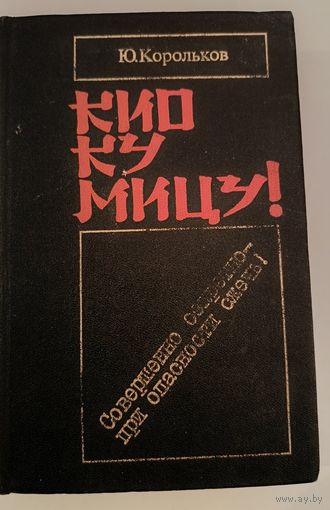 Ю.Корольков
КИО
КУ
МИЦУ!
Совершенно секретно-
при опасности сжечь!
www.ay.by